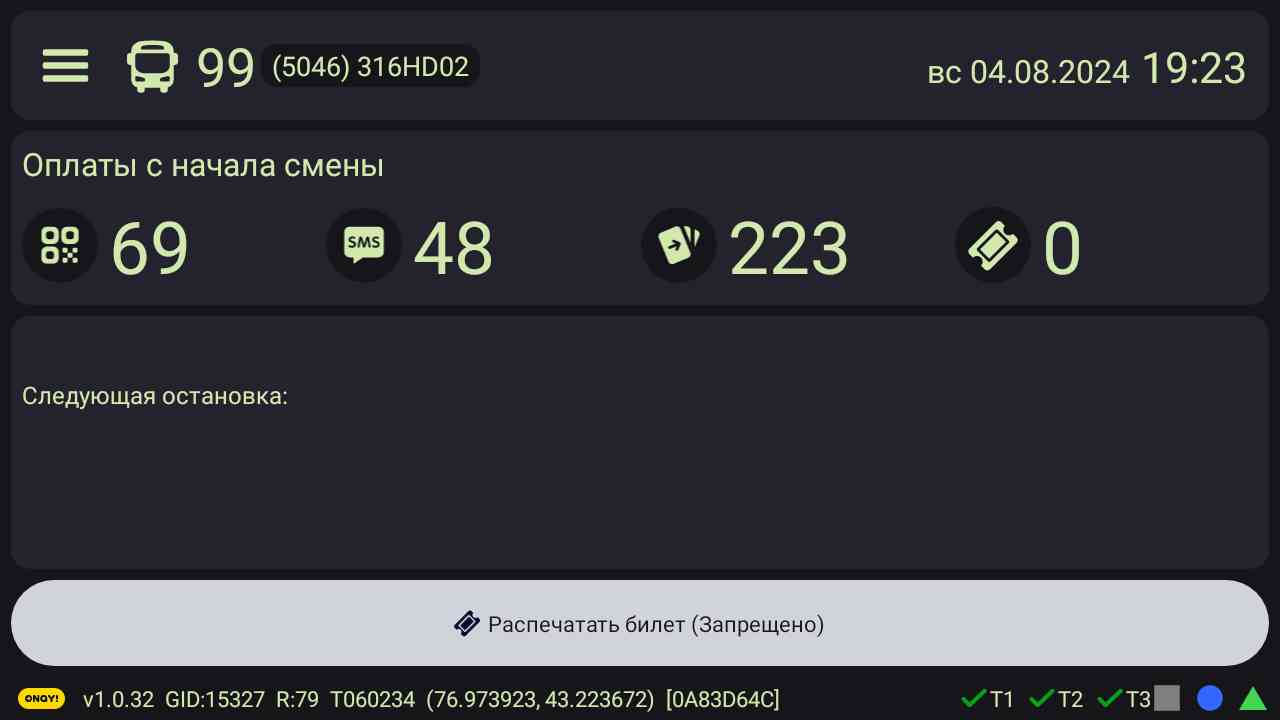 99 (5046) 316HD02 вс 04.08.2024 19:23
Оплаты с начала смены
69 SMS 48 223 0
Следующая остановка:
Распечатать билет (Запрещено)
ONAY! v1.0.32 GID:15327 R:79 T060234 (76.973923, 43.223672) [0A83D64C] T1 T2 T3